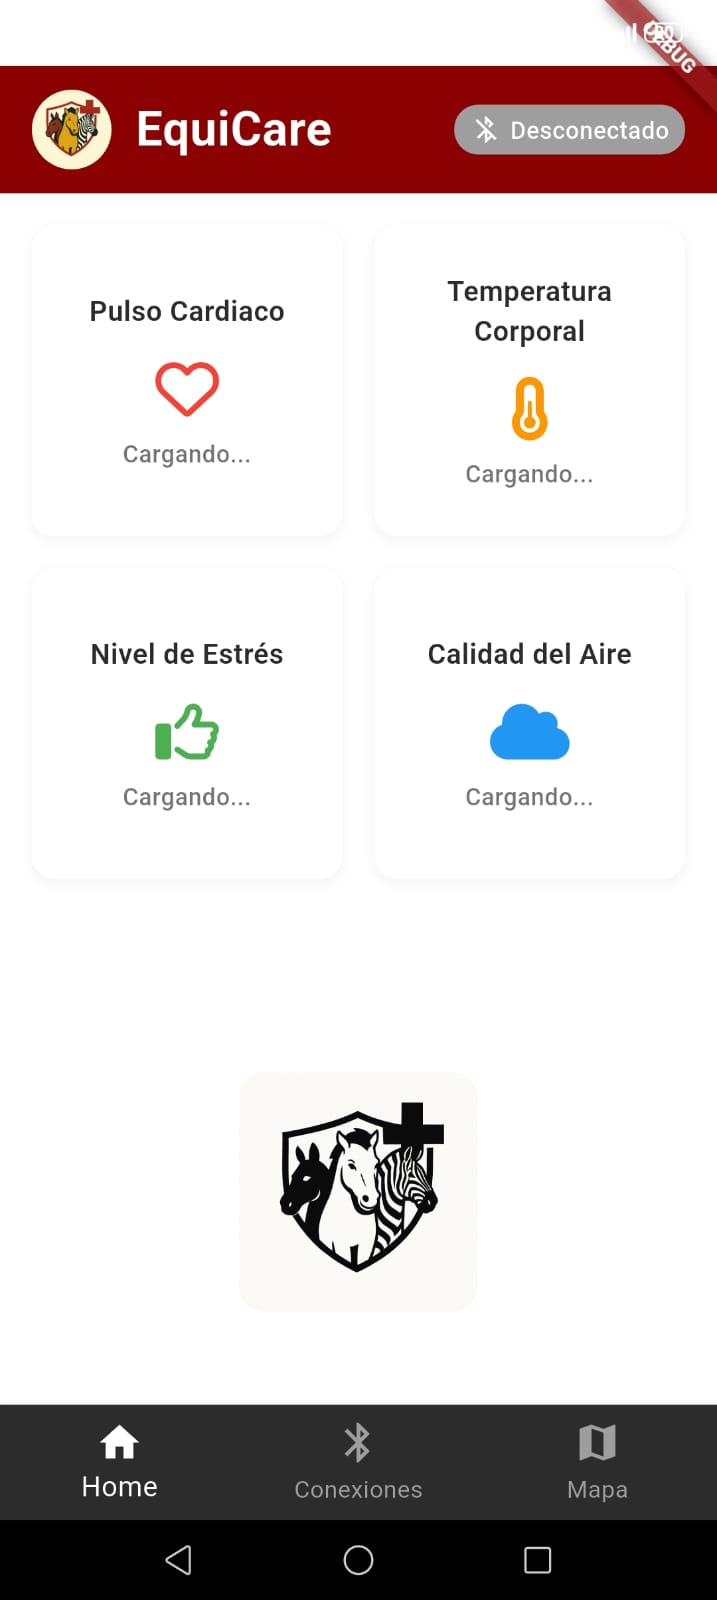 EquiCare
Desconectado
Pulso Cardiaco
Cargando...
Temperatura
Corporal
Cargando...
Nivel de Estrés
Cargando...
Calidad del Aire
Cargando...
Home
Conexiones
Mapa